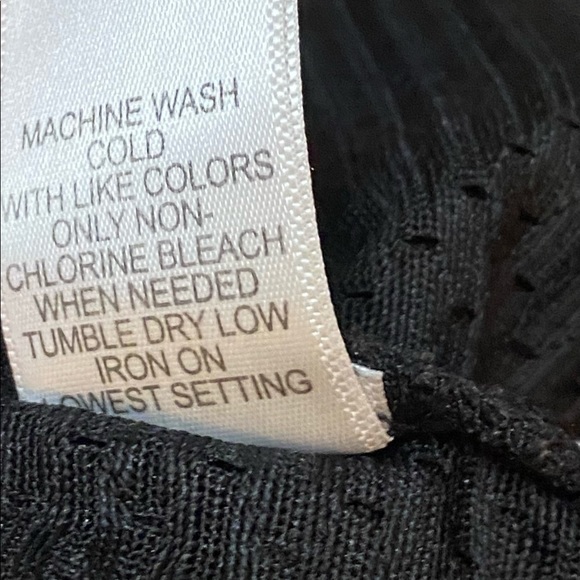 MACHINE WASH
COLD
WITH LIKE COLORS
ONLY NON-
CHLORINE BLEACH
WHEN NEEDED
TUMBLE DRY LOW
IRON ON
LOWEST SETTING